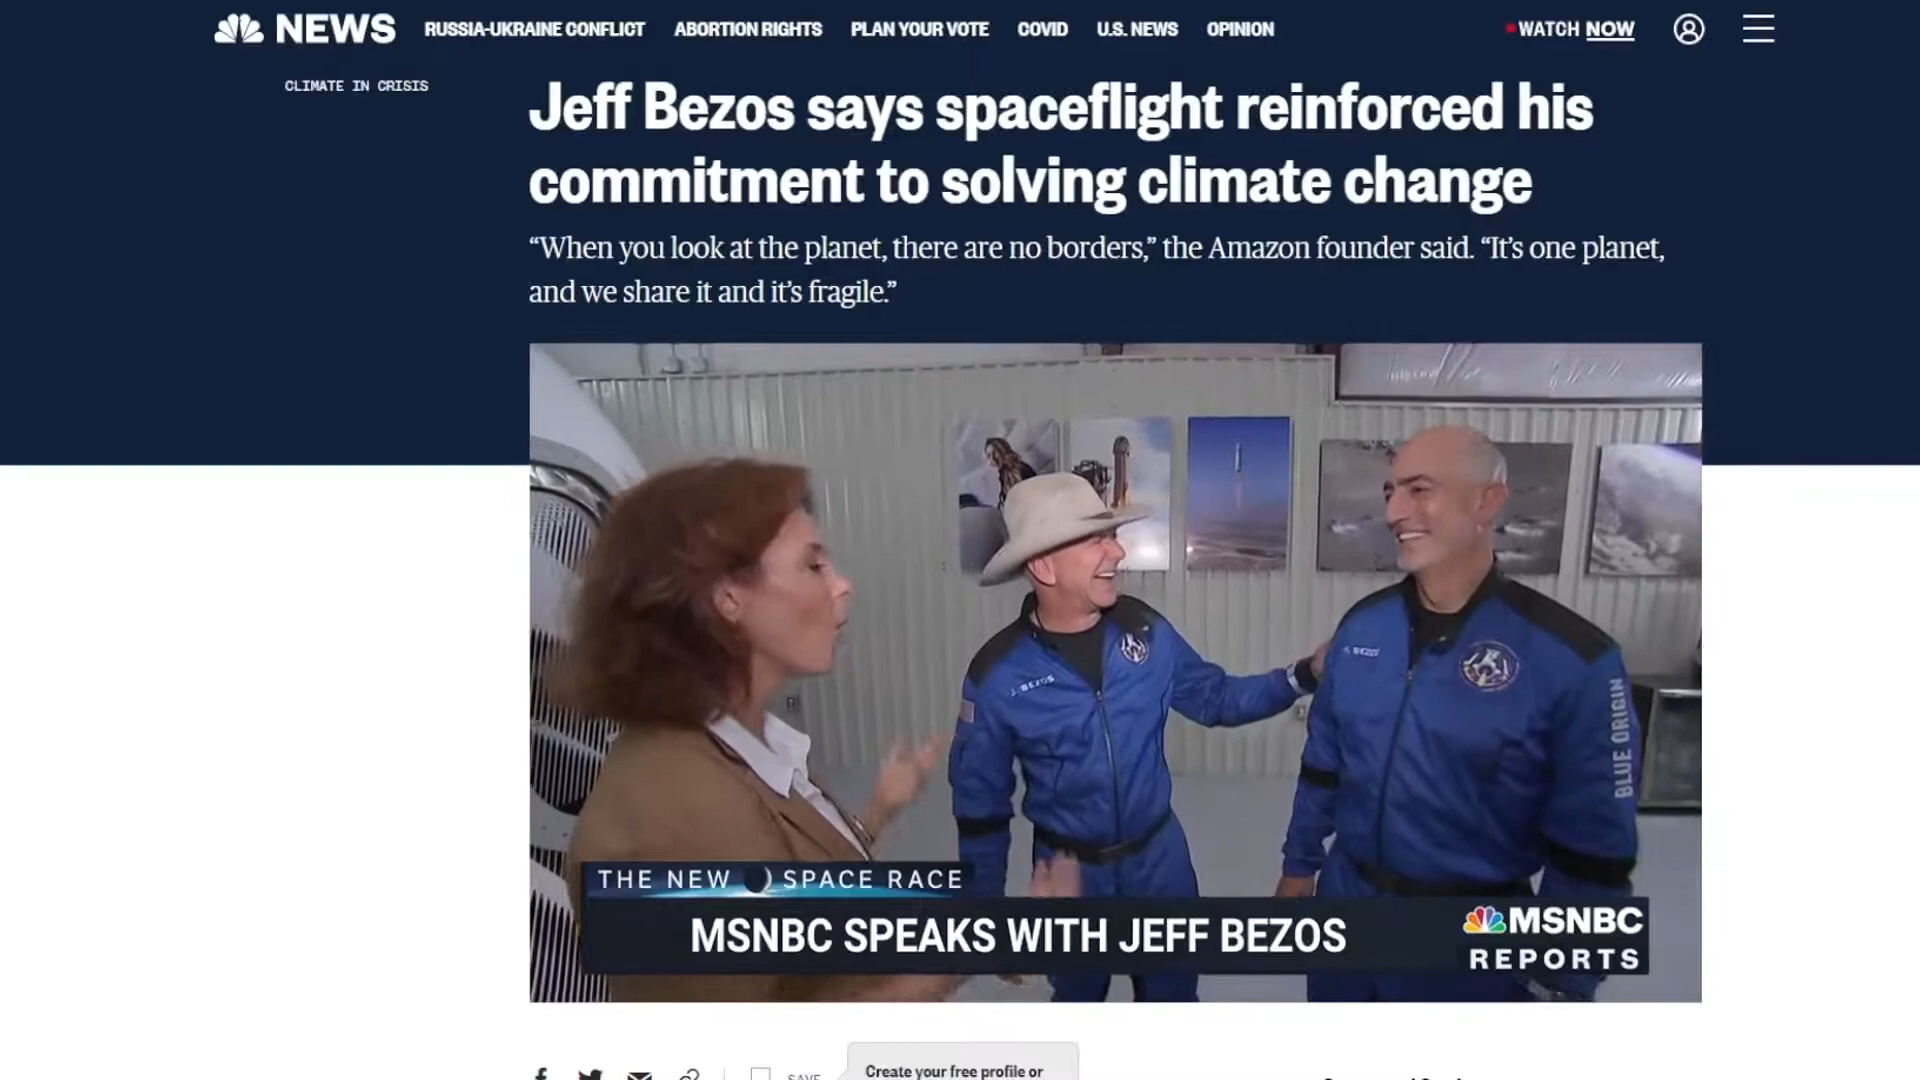 NEWS
RUSSIA-UKRAINE CONFLICT
ABORTION RIGHTS
PLAN YOUR VOTE
COVID
U.S. NEWS
OPINION
WATCH NOW
CLIMATE IN CRISIS
Jeff Bezos says spaceflight reinforced his
commitment to solving climate change
“When you look at the planet, there are no borders,” the Amazon founder said. “It’s one planet,
and we share it and it’s fragile.”
J. BEZOS
BEZOS
BLUE ORIGIN
THE NEW SPACE RACE
MSNBC SPEAKS WITH JEFF BEZOS
MSNBC
REPORTS
SAVE
Create your free profile or